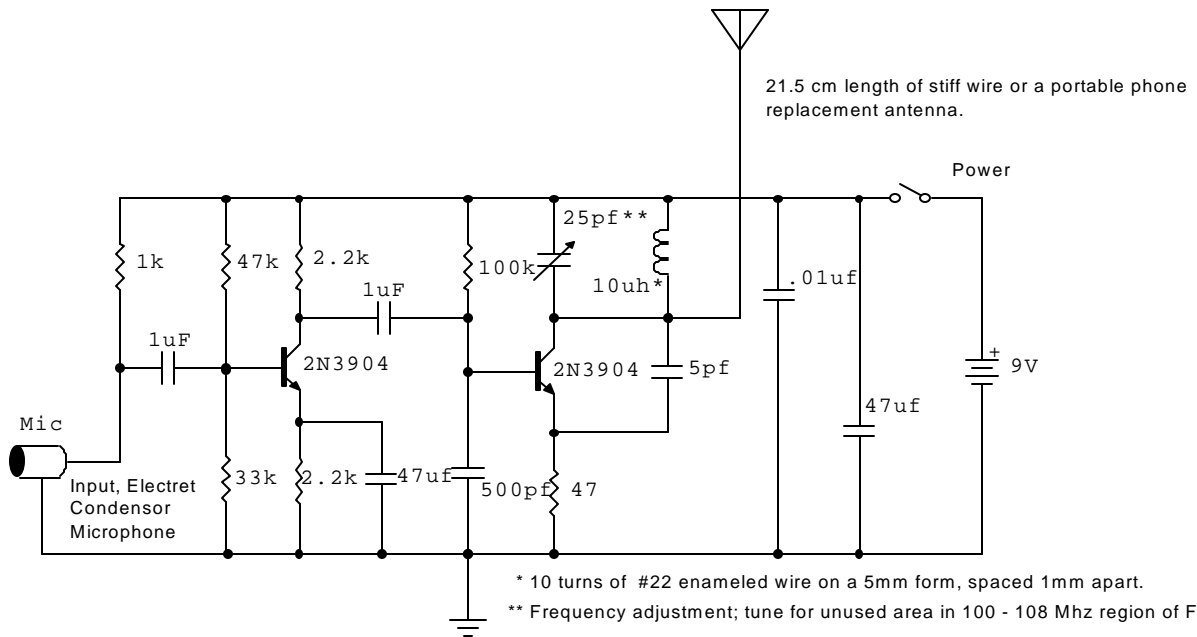 21.5 cm length of stiff wire or a portable phone
replacement antenna.
Power
25pf**
1k
47k
2.2k
100k
10uh*
.01uf
1uF
1uF
2N3904
2N3904
5pf
+
9V
47uf
Mic
33k
2.2k
47uf
500pf
47
Input, Electret
Condensor
Microphone
* 10 turns of #22 enameled wire on a 5mm form, spaced 1mm apart.
** Frequency adjustment; tune for unused area in 100 - 108 Mhz region of F